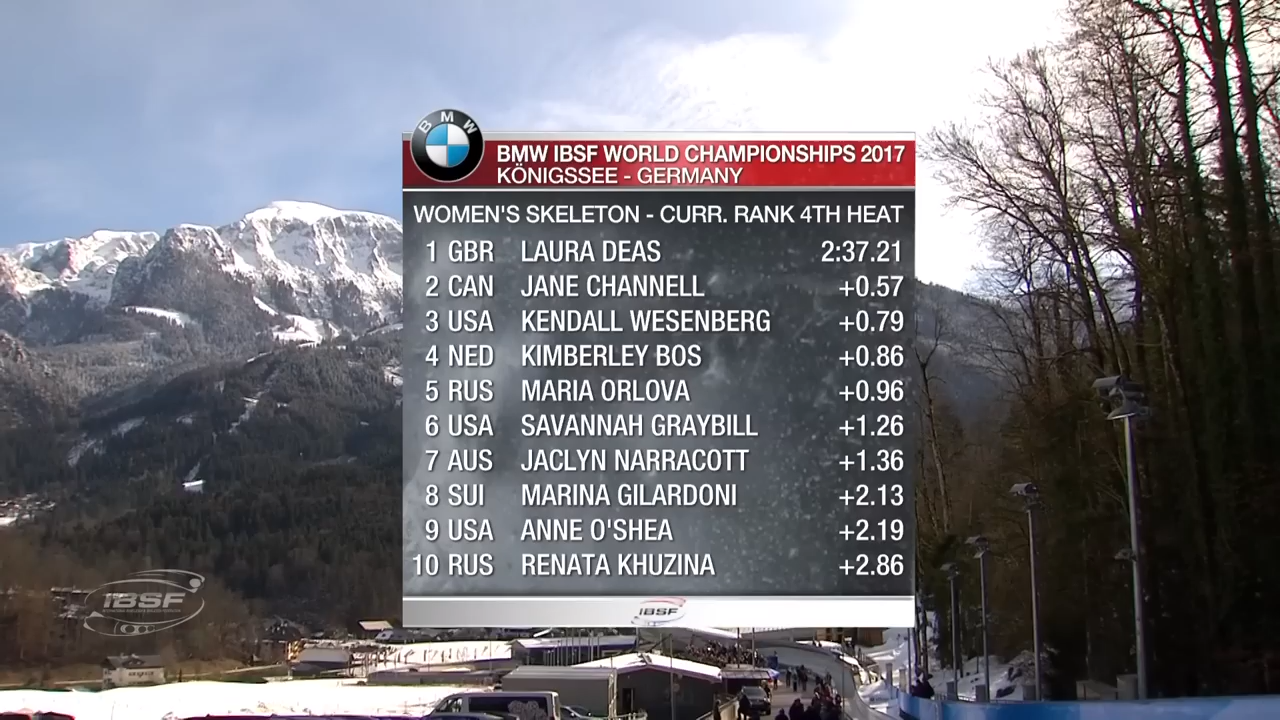 BMW
BMW IBSF WORLD CHAMPIONSHIPS 2017
KÖNIGSSEE - GERMANY
WOMEN'S SKELETON - CURR. RANK 4TH HEAT
1 GBR LAURA DEAS 2:37.21
2 CAN JANE CHANNELL +0.57
3 USA KENDALL WESENBERG +0.79
4 NED KIMBERLEY BOS +0.86
5 RUS MARIA ORLOVA +0.96
6 USA SAVANNAH GRAYBILL +1.26
7 AUS JACLYN NARRACOTT +1.36
8 SUI MARINA GILARDONI +2.13
9 USA ANNE O'SHEA +2.19
10 RUS RENATA KHUZINA +2.86
IBSF
IBSF